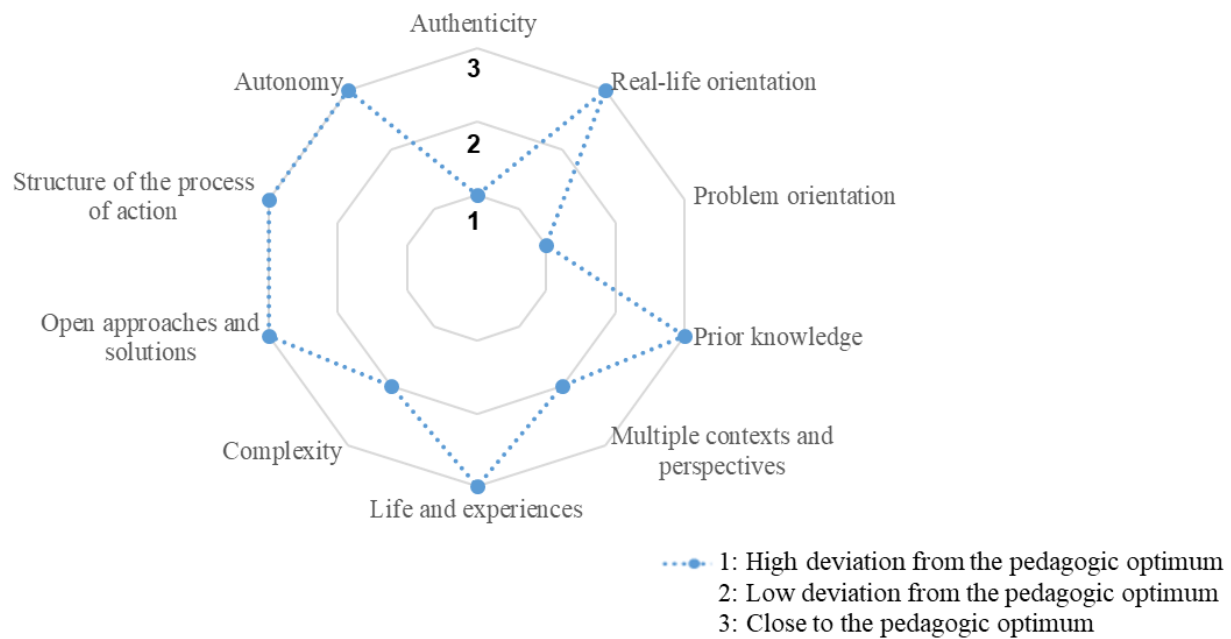 Authenticity
3
Autonomy
Real-life orientation
2
Structure of the process
of action
Problem orientation
1
Open approaches and
solutions
Prior knowledge
Complexity
Multiple contexts and
perspectives
Life and experiences
1: High deviation from the pedagogic optimum
2: Low deviation from the pedagogic optimum
3: Close to the pedagogic optimum